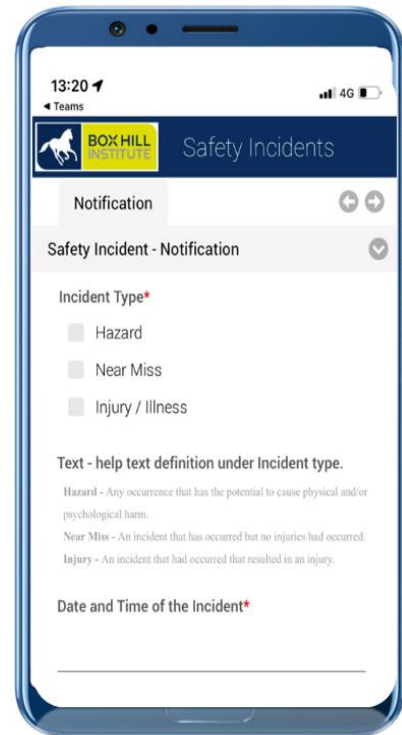 13:20
4G
Teams
BOX HILL
INSTITUTE
Safety Incidents
Notification
Safety Incident - Notification
Incident Type*
Hazard
Near Miss
Injury / Illness
Text - help text definition under Incident type.
Hazard - Any occurrence that has the potential to cause physical and/or
psychological harm.
Near Miss - An incident that has occurred but no injuries had occurred.
Injury - An incident that had occurred that resulted in an injury.
Date and Time of the Incident*